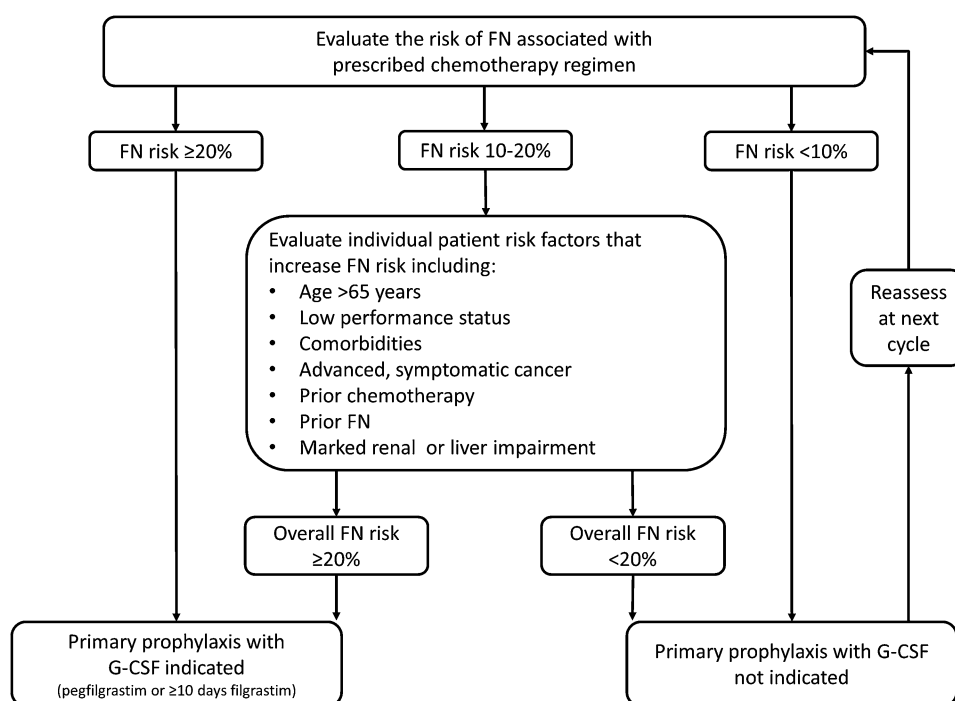 Evaluate the risk of FN associated with
prescribed chemotherapy regimen
FN risk ≥20%
FN risk 10-20%
FN risk <10%
Evaluate individual patient risk factors that
increase FN risk including:
• Age >65 years
• Low performance status
• Comorbidities
• Advanced, symptomatic cancer
• Prior chemotherapy
• Prior FN
• Marked renal or liver impairment
Reassess
at next
cycle
Overall FN risk
≥20%
Overall FN risk
<20%
Primary prophylaxis with
G-CSF indicated
(pegfilgrastim or ≥10 days filgrastim)
Primary prophylaxis with G-CSF
not indicated